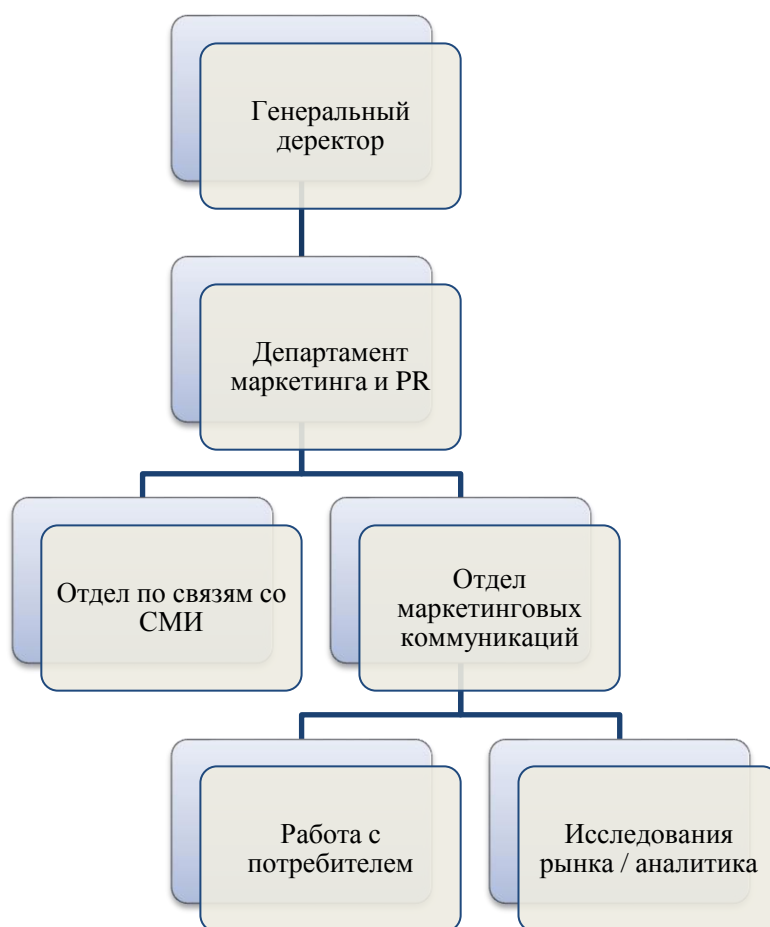 Генеральный
деректор
Департамент
маркетинга и PR
Отдел по связям со
СМИ
Отдел
маркетинговых
коммуникаций
Работа с
потребителем
Исследования
рынка / аналитика